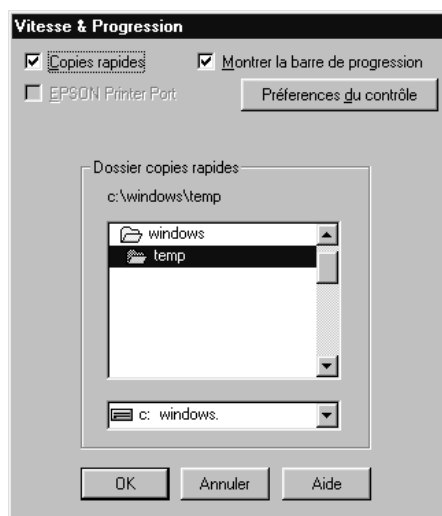 Vitesse & Progression
Copies rapides
Montrer la barre de progression
EPSON Printer Port
Préferences du contrôle
Dossier copies rapides
c:\windows\temp
windows
temp
c: windows.
OK Annuler Aide